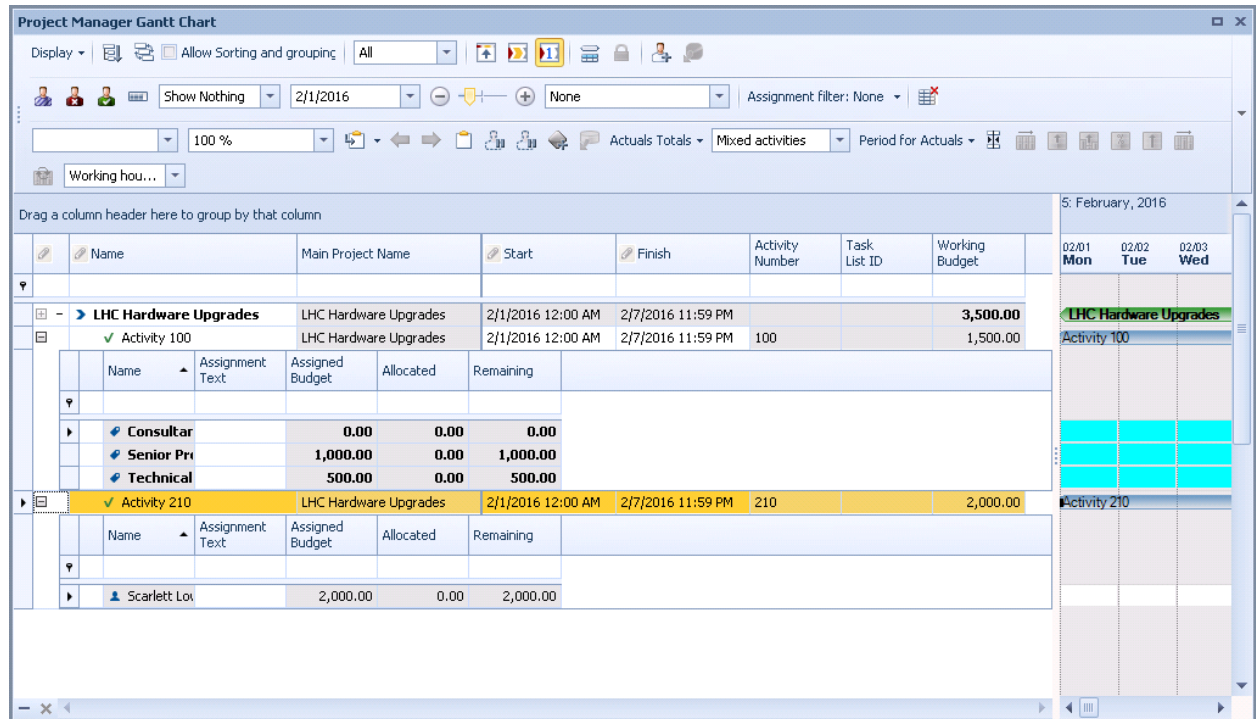 Project Manager Gantt Chart
Display Allow Sorting and grouping All
Show Nothing 2/1/2016 None Assignment filter: None
100 % Actuals Totals Mixed activities Period for Actuals
Working hou...
Drag a column header here to group by that column
5: February, 2016
Name Main Project Name Start Finish Activity Number Task List ID Working Budget 02/01 Mon 02/02 Tue 02/03 Wed
LHC Hardware Upgrades LHC Hardware Upgrades 2/1/2016 12:00 AM 2/7/2016 11:59 PM 3,500.00 LHC Hardware Upgrades
Activity 100 LHC Hardware Upgrades 2/1/2016 12:00 AM 2/7/2016 11:59 PM 100 1,500.00 Activity 100
Name Assignment Text Assigned Budget Allocated Remaining
Consultar 0.00 0.00 0.00
Senior Pro 1,000.00 0.00 1,000.00
Technical 500.00 0.00 500.00
Activity 210 LHC Hardware Upgrades 2/1/2016 12:00 AM 2/7/2016 11:59 PM 210 2,000.00 Activity 210
Name Assignment Text Assigned Budget Allocated Remaining
Scarlett Lou 2,000.00 0.00 2,000.00